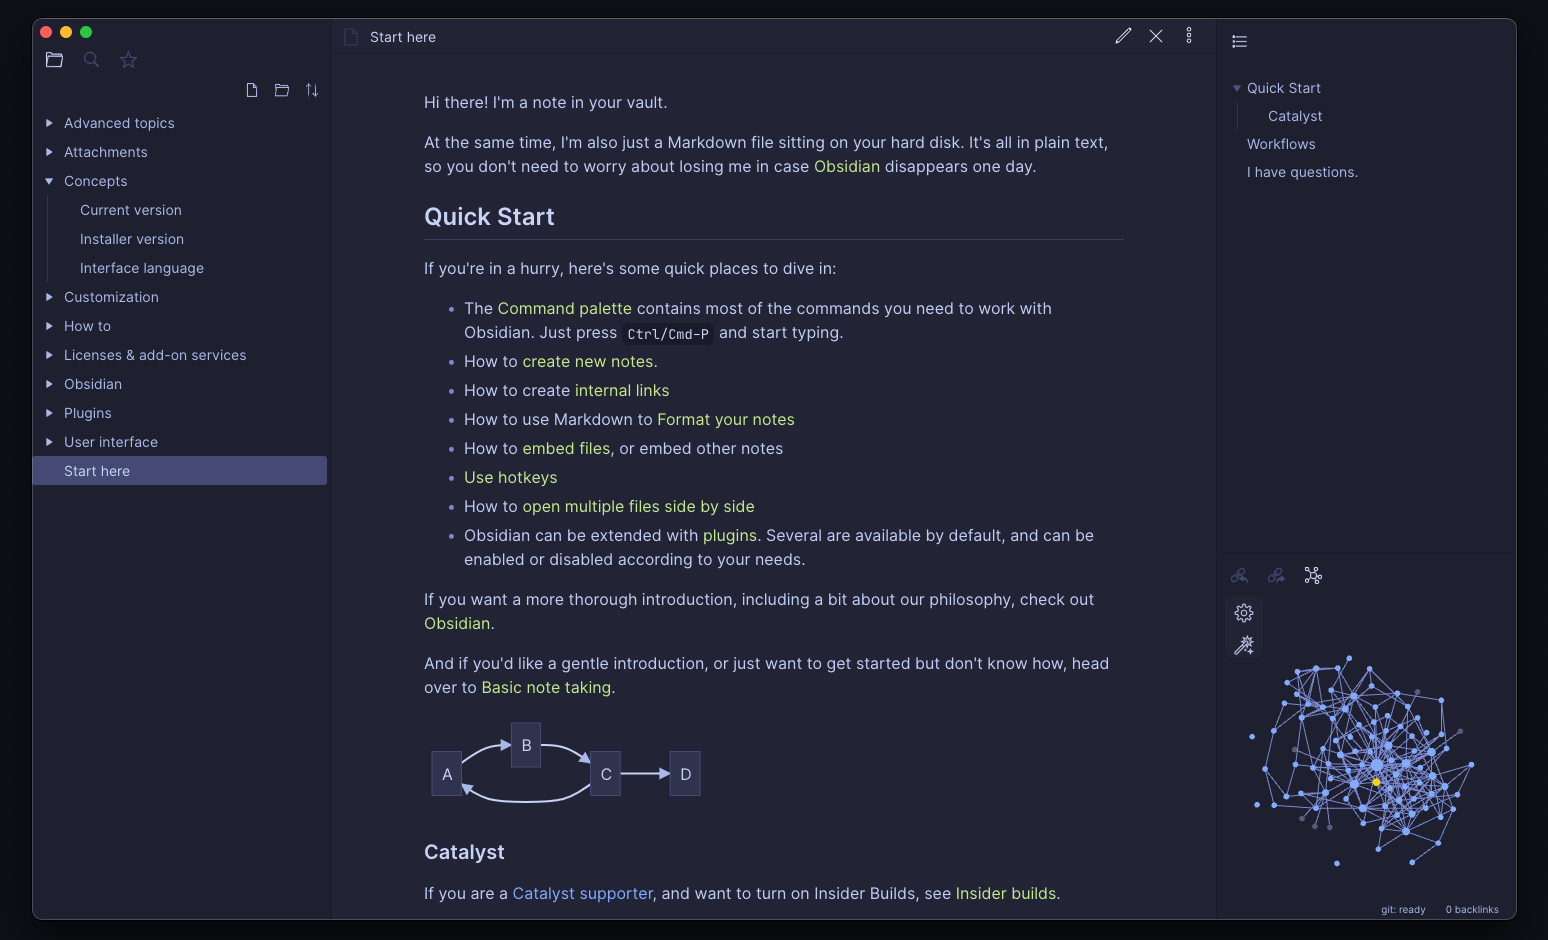 Advanced topics
Attachments
Concepts
Current version
Installer version
Interface language
Customization
How to
Licenses & add-on services
Obsidian
Plugins
User interface
Start here
Start here
Hi there! I'm a note in your vault.
At the same time, I'm also just a Markdown file sitting on your hard disk. It's all in plain text,
so you don't need to worry about losing me in case Obsidian disappears one day.
Quick Start
If you're in a hurry, here's some quick places to dive in:
The Command palette contains most of the commands you need to work with
Obsidian. Just press Ctrl/Cmd-P and start typing.
How to create new notes.
How to create internal links
How to use Markdown to Format your notes
How to embed files, or embed other notes
Use hotkeys
How to open multiple files side by side
Obsidian can be extended with plugins. Several are available by default, and can be
enabled or disabled according to your needs.
If you want a more thorough introduction, including a bit about our philosophy, check out
Obsidian.
And if you'd like a gentle introduction, or just want to get started but don't know how, head
over to Basic note taking.
B
A C D
Catalyst
If you are a Catalyst supporter, and want to turn on Insider Builds, see Insider builds.
Quick Start
Catalyst
Workflows
I have questions.
git: ready 0 backlinks